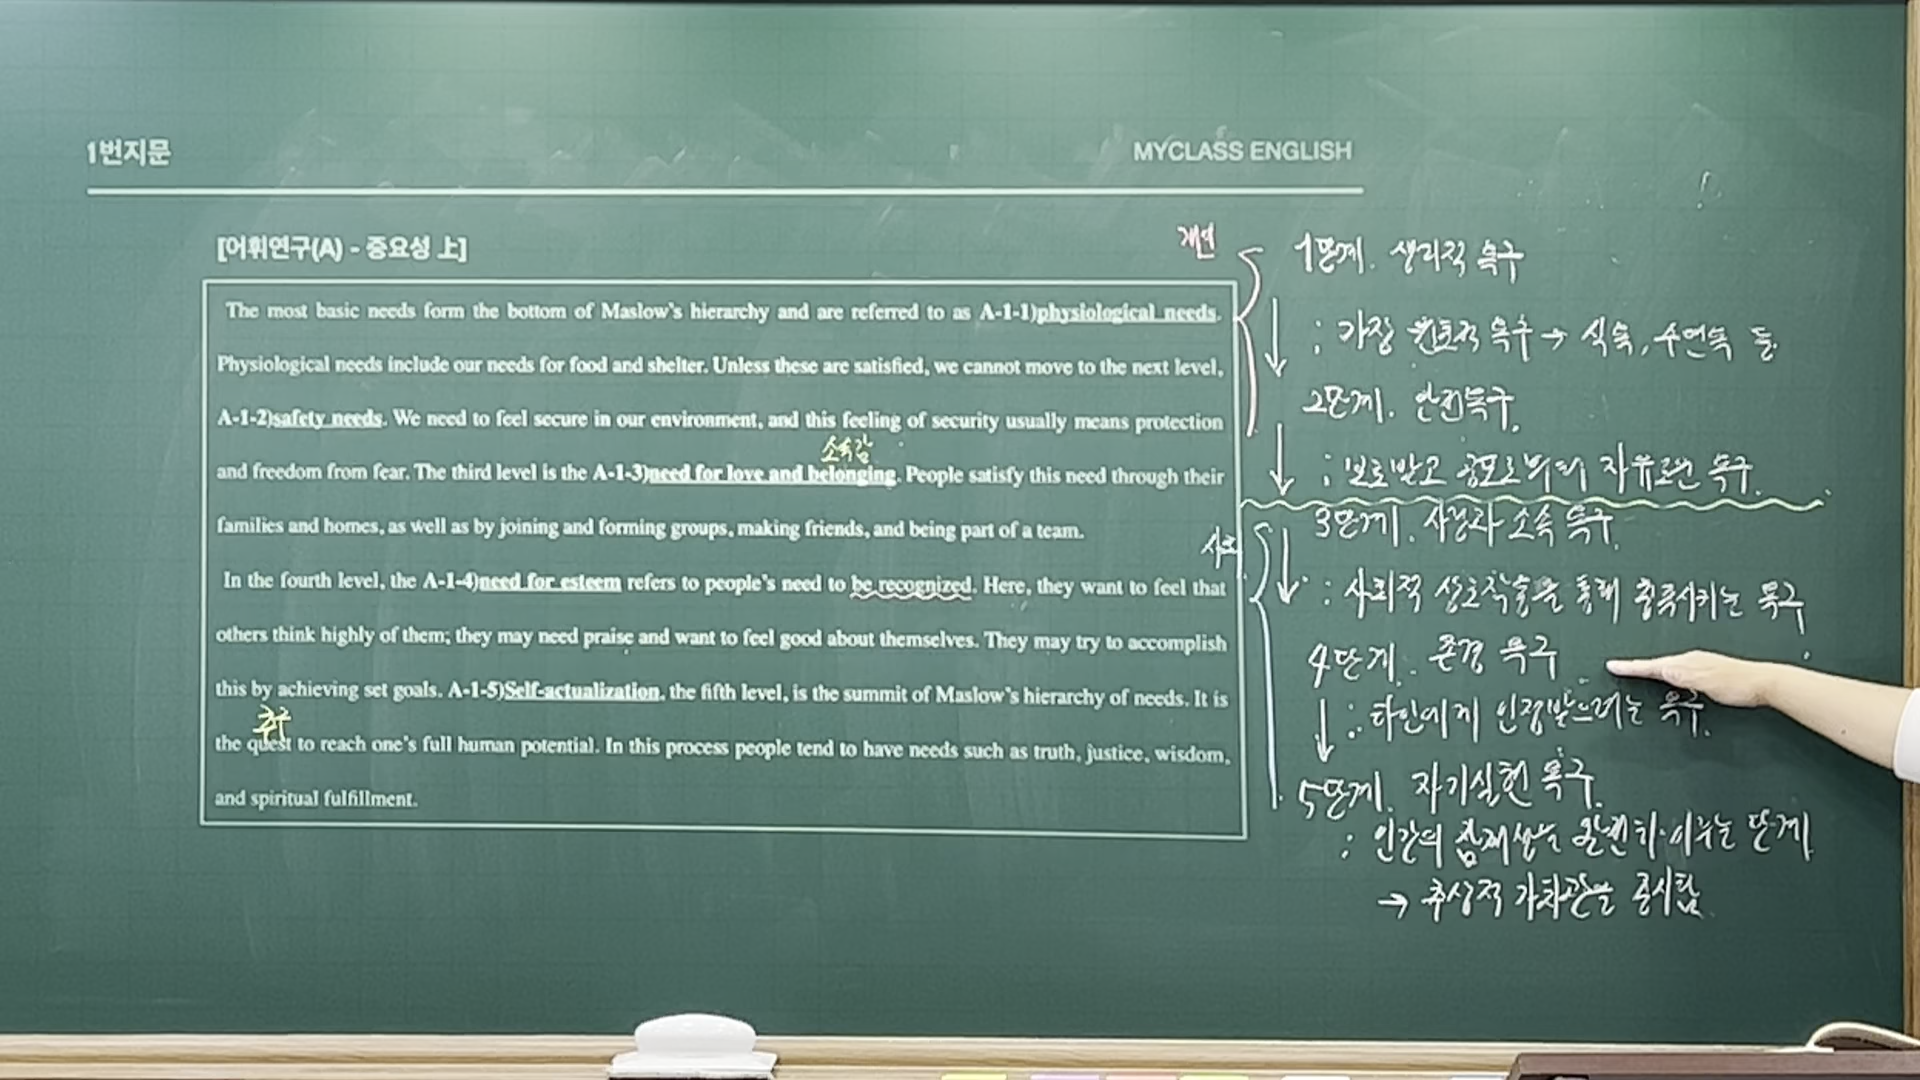 1번지문
MYCLASS ENGLISH
[어휘연구(A) - 중요성 上]
The most basic needs form the bottom of Maslow's hierarchy and are referred to as A-1-1)physiological needs.
Physiological needs include our needs for food and shelter. Unless these are satisfied, we cannot move to the next level,
A-1-2)safety needs. We need to feel secure in our environment, and this feeling of security usually means protection
소속감
and freedom from fear. The third level is the A-1-3)need for love and belonging. People satisfy this need through their
families and homes, as well as by joining and forming groups, making friends, and being part of a team.
In the fourth level, the A-1-4)need for esteem refers to people's need to be recognized. Here, they want to feel that
others think highly of them; they may need praise and want to feel good about themselves. They may try to accomplish
this by achieving set goals. A-1-5)Self-actualization, the fifth level, is the summit of Maslow's hierarchy of needs. It is
추구
the quest to reach one's full human potential. In this process people tend to have needs such as truth, justice, wisdom,
and spiritual fulfillment.
개인
1단계. 생리적 욕구
: 가장 원초적 욕구 → 식욕, 수면욕 등
2단계. 안전욕구.
: 보호받고 공포로부터 자유로운 욕구.
사회
3단계. 사랑과 소속 욕구.
: 사회적 상호작용을 통해 충족시키는 욕구
4단계. 존경 욕구
: 타인에게 인정받으려는 욕구.
5단계. 자기실현 욕구.
: 인간의 잠재성을 완전히 이루는 단계
→ 추상적 가치관을 중시함.